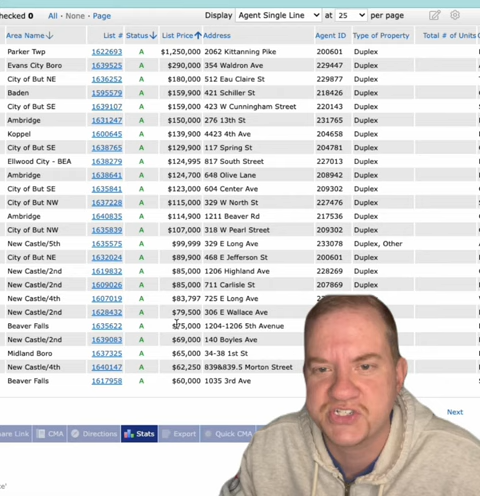 hecked 0 All · None · Page Display Agent Single Line at 25 per page
Area Name List # Status List Price Address Agent ID Type of Property Total # of Units
Parker Twp 1622693 A $1,250,000 2062 Kittanning Pike 200601 Duplex
Evans City Boro 1639525 A $290,000 354 Waldron Ave 229447 Duplex
City of But NE 1636252 A $180,000 512 Eau Claire St 229877 Duplex
Baden 1595579 A $159,900 421 Schiller St 218426 Duplex
City of But SE 1639107 A $159,000 423 W Cunningham Street 220143 Duplex
Ambridge 1631247 A $150,000 276 13th St 231765 Duplex
Koppel 1600645 A $139,900 4423 4th Ave 204658 Duplex
City of But SE 1638765 A $129,900 117 Spring St 204781 Duplex
Ellwood City - BEA 1638279 A $124,995 817 South Street 227013 Duplex
Ambridge 1638641 A $124,700 648 Olive Lane 208942 Duplex
City of But SE 1635841 A $123,000 604 Center Ave 209302 Duplex
City of But NW 1637228 A $115,000 329 W North St 227476 Duplex
Ambridge 1640835 A $114,900 1211 Beaver Rd 217536 Duplex
City of But NW 1635839 A $107,000 318 W Pearl Street 209302 Duplex
New Castle/5th 1635575 A $99,999 329 E Long Ave 233078 Duplex, Other
City of But NE 1632024 A $89,900 468 E Jefferson St 200601 Duplex
New Castle/2nd 1619832 A $85,000 1206 Highland Ave 228269 Duplex
New Castle/2nd 1609026 A $85,000 711 Carlisle St 207869 Duplex
New Castle/4th 1607019 A $83,797 725 E Long Ave Duplex
New Castle/2nd 1628432 A $79,500 306 E Wallace Ave Duplex
Beaver Falls 1635622 A $75,000 1204-1206 5th Avenue Duplex
New Castle/2nd 1639083 A $69,000 140 Boyles Ave Duplex
Midland Boro 1637325 A $65,000 34-38 1st St Duplex
New Castle/4th 1640147 A $62,250 839&839.5 Morton Street Duplex
Beaver Falls 1617958 A $60,000 1035 3rd Ave Duplex
Next
are Link CMA Directions Stats Export Quick CMA